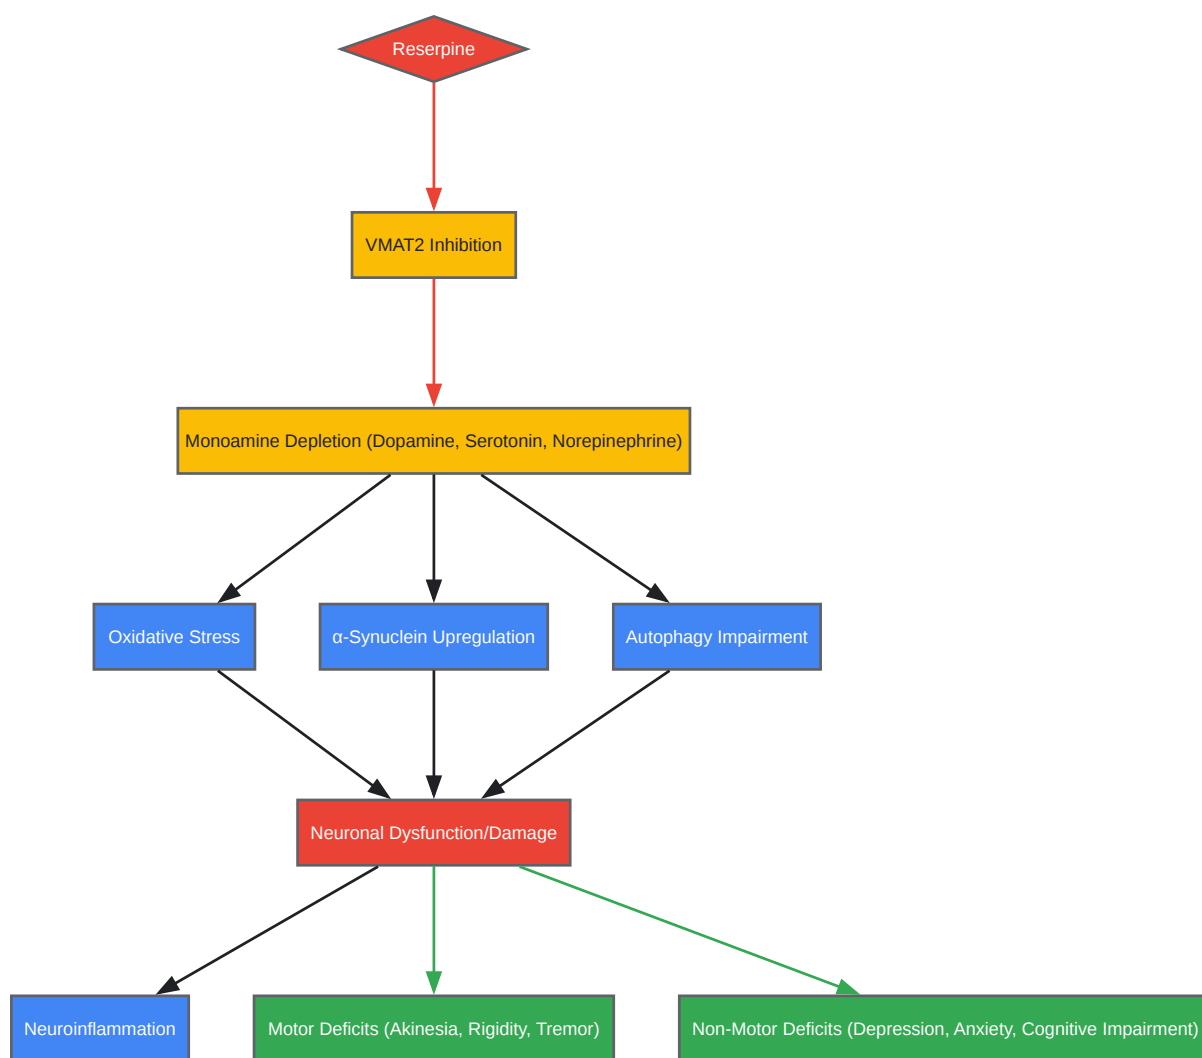 Reserpine
VMAT2 Inhibition
Monoamine Depletion (Dopamine, Serotonin, Norepinephrine)
Oxidative Stress
α-Synuclein Upregulation
Autophagy Impairment
Neuronal Dysfunction/Damage
Neuroinflammation
Motor Deficits (Akinesia, Rigidity, Tremor)
Non-Motor Deficits (Depression, Anxiety, Cognitive Impairment)